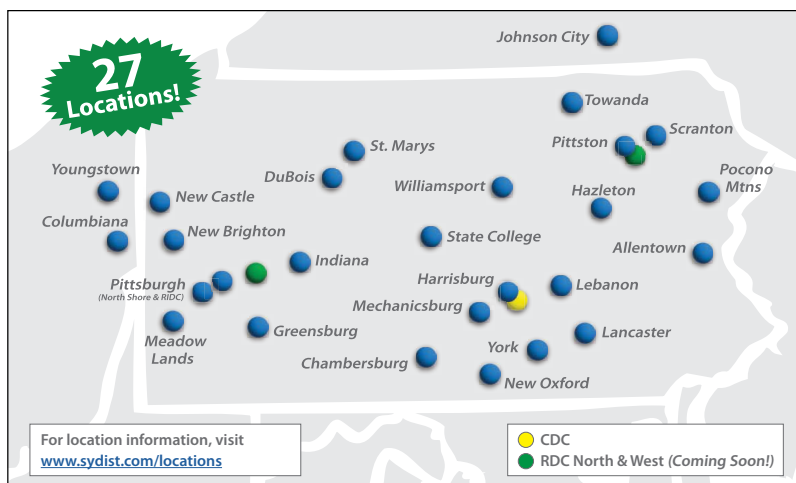 27
Locations!
Johnson City
Towanda
Scranton
Pittston
St. Marys
DuBois
Williamsport
Pocono
Mtns
Youngstown
New Castle
Hazleton
Columbiana
New Brighton
State College
Allentown
Indiana
Pittsburgh
(North Shore & RIDC)
Harrisburg
Lebanon
Mechanicsburg
Meadow
Lands
Greensburg
Lancaster
York
Chambersburg
New Oxford
For location information, visit
www.sydist.com/locations
CDC
RDC North & West (Coming Soon!)